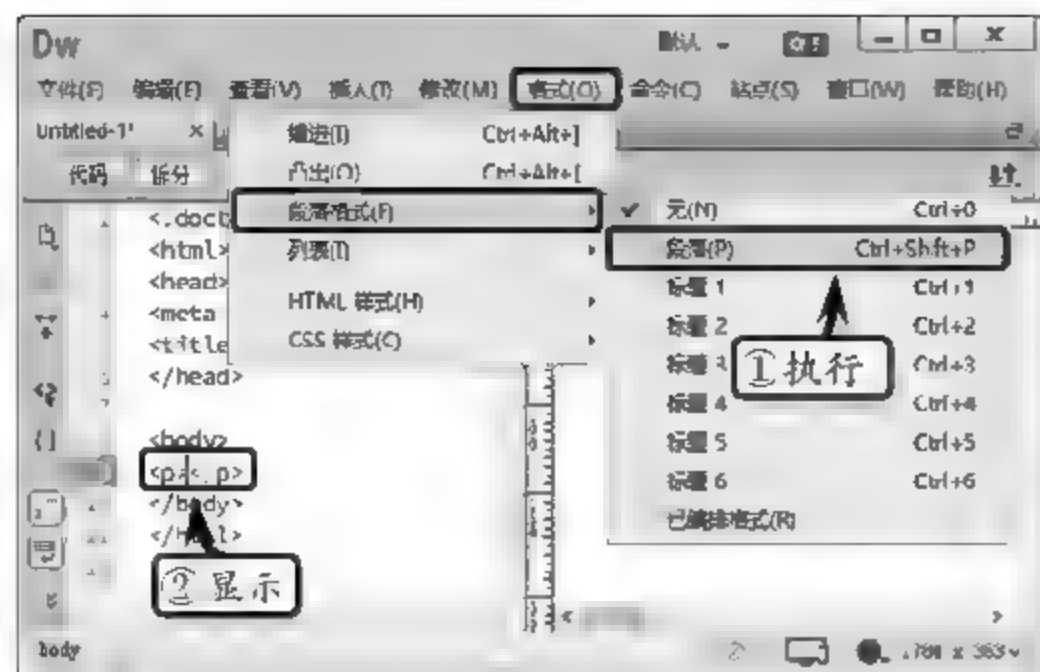 Dw
文件(F) 编辑(E) 查看(V) 插入(I) 修改(M) 格式(O) 命令(C) 站点(S) 窗口(W) 帮助(H)
Untitled-1* ×
代码 拆分
缩进(I) Ctrl+Alt+]
凸出(O) Ctrl+Alt+[
段落格式(F)
列表(I)
HTML 样式(H)
CSS 样式(C)
✓ 无(N) Ctrl+0
段落(P) Ctrl+Shift+P
标题 1 Ctrl+1
标题 2 Ctrl+2
标题 3 Ctrl+3
标题 4 Ctrl+4
标题 5 Ctrl+5
标题 6 Ctrl+6
已编排格式(R)
①执行
<!doct
<html>
<head>
<meta
<title
</head>
<body>
<p></p>
</body>
</html>
②显示
body